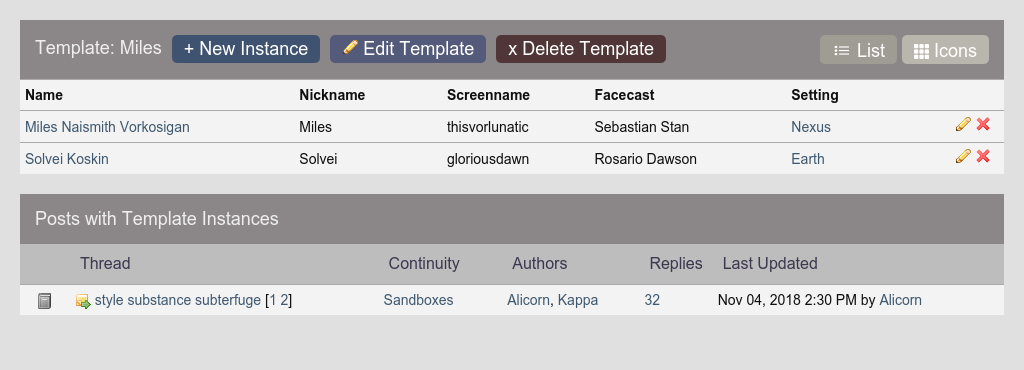 Template: Miles + New Instance Edit Template x Delete Template List Icons
Name Nickname Screenname Facecast Setting
Miles Naismith Vorkosigan Miles thisvorlunatic Sebastian Stan Nexus
Solvei Koskin Solvei gloriousdawn Rosario Dawson Earth
Posts with Template Instances
Thread Continuity Authors Replies Last Updated
style substance subterfuge [1 2] Sandboxes Alicorn, Kappa 32 Nov 04, 2018 2:30 PM by Alicorn